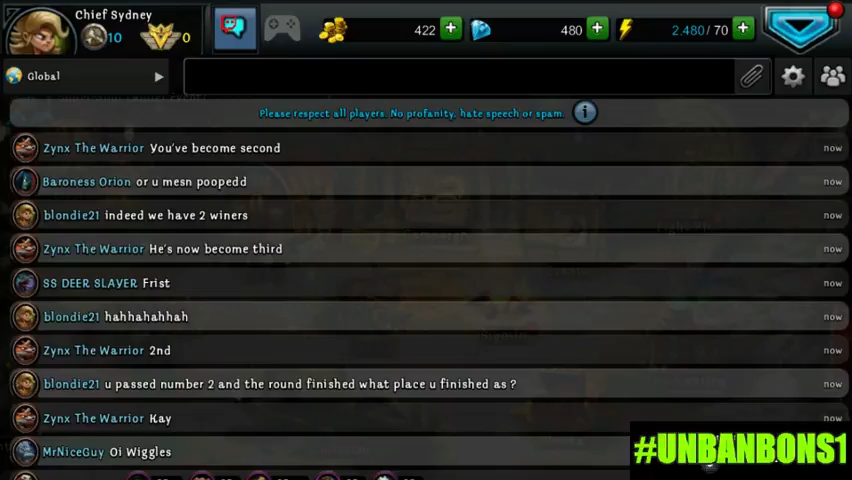 Chief Sydney
10
0
422
480
2.480 / 70
Global
Please respect all players. No profanity, hate speech or spam.
Zynx The Warrior You've become second now
Baroness Orion or u mesn poopedd now
blondie21 indeed we have 2 winers now
Zynx The Warrior He's now become third now
SS DEER SLAYER Frist now
blondie21 hahhahahhah now
Zynx The Warrior 2nd now
blondie21 u passed number 2 and the round finished what place u finished as ? now
Zynx The Warrior Kay now
MrNiceGuy Oi Wiggles
#UNBANBONS1